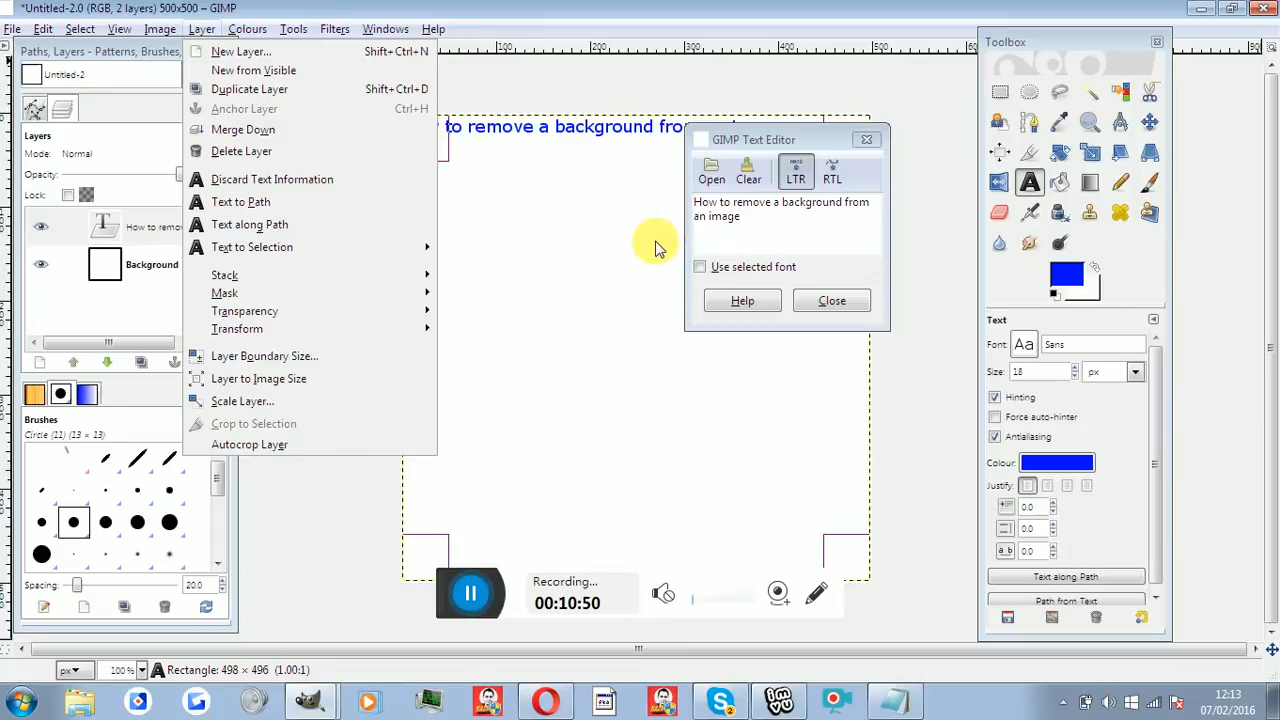 *Untitled-2.0 (RGB, 2 layers) 500x500 – GIMP
File Edit Select View Image Layer Colours Tools Filters Windows Help
Paths, Layers - Patterns, Brushes,
Untitled-2
Layers
Mode: Normal
Opacity:
Lock:
How to remov
Background
Brushes
Circle (11) (13 × 13)
Spacing: 20.0
New Layer... Shift+Ctrl+N
New from Visible
Duplicate Layer Shift+Ctrl+D
Anchor Layer Ctrl+H
Merge Down
Delete Layer
Discard Text Information
Text to Path
Text along Path
Text to Selection
Stack
Mask
Transparency
Transform
Layer Boundary Size...
Layer to Image Size
Scale Layer...
Crop to Selection
Autocrop Layer
100 200 300 400 500
to remove a background fro
GIMP Text Editor
Open Clear LTR RTL
How to remove a background from
an image
Use selected font
Help Close
Recording...
00:10:50
Toolbox
Text
Font: Aa Sans
Size: 18 px
Hinting
Force auto-hinter
Antialiasing
Colour:
Justify:
0.0
0.0
0.0
Text along Path
Path from Text
px 100 % Rectangle: 498 × 496 (1.00:1)
12:13
07/02/2016